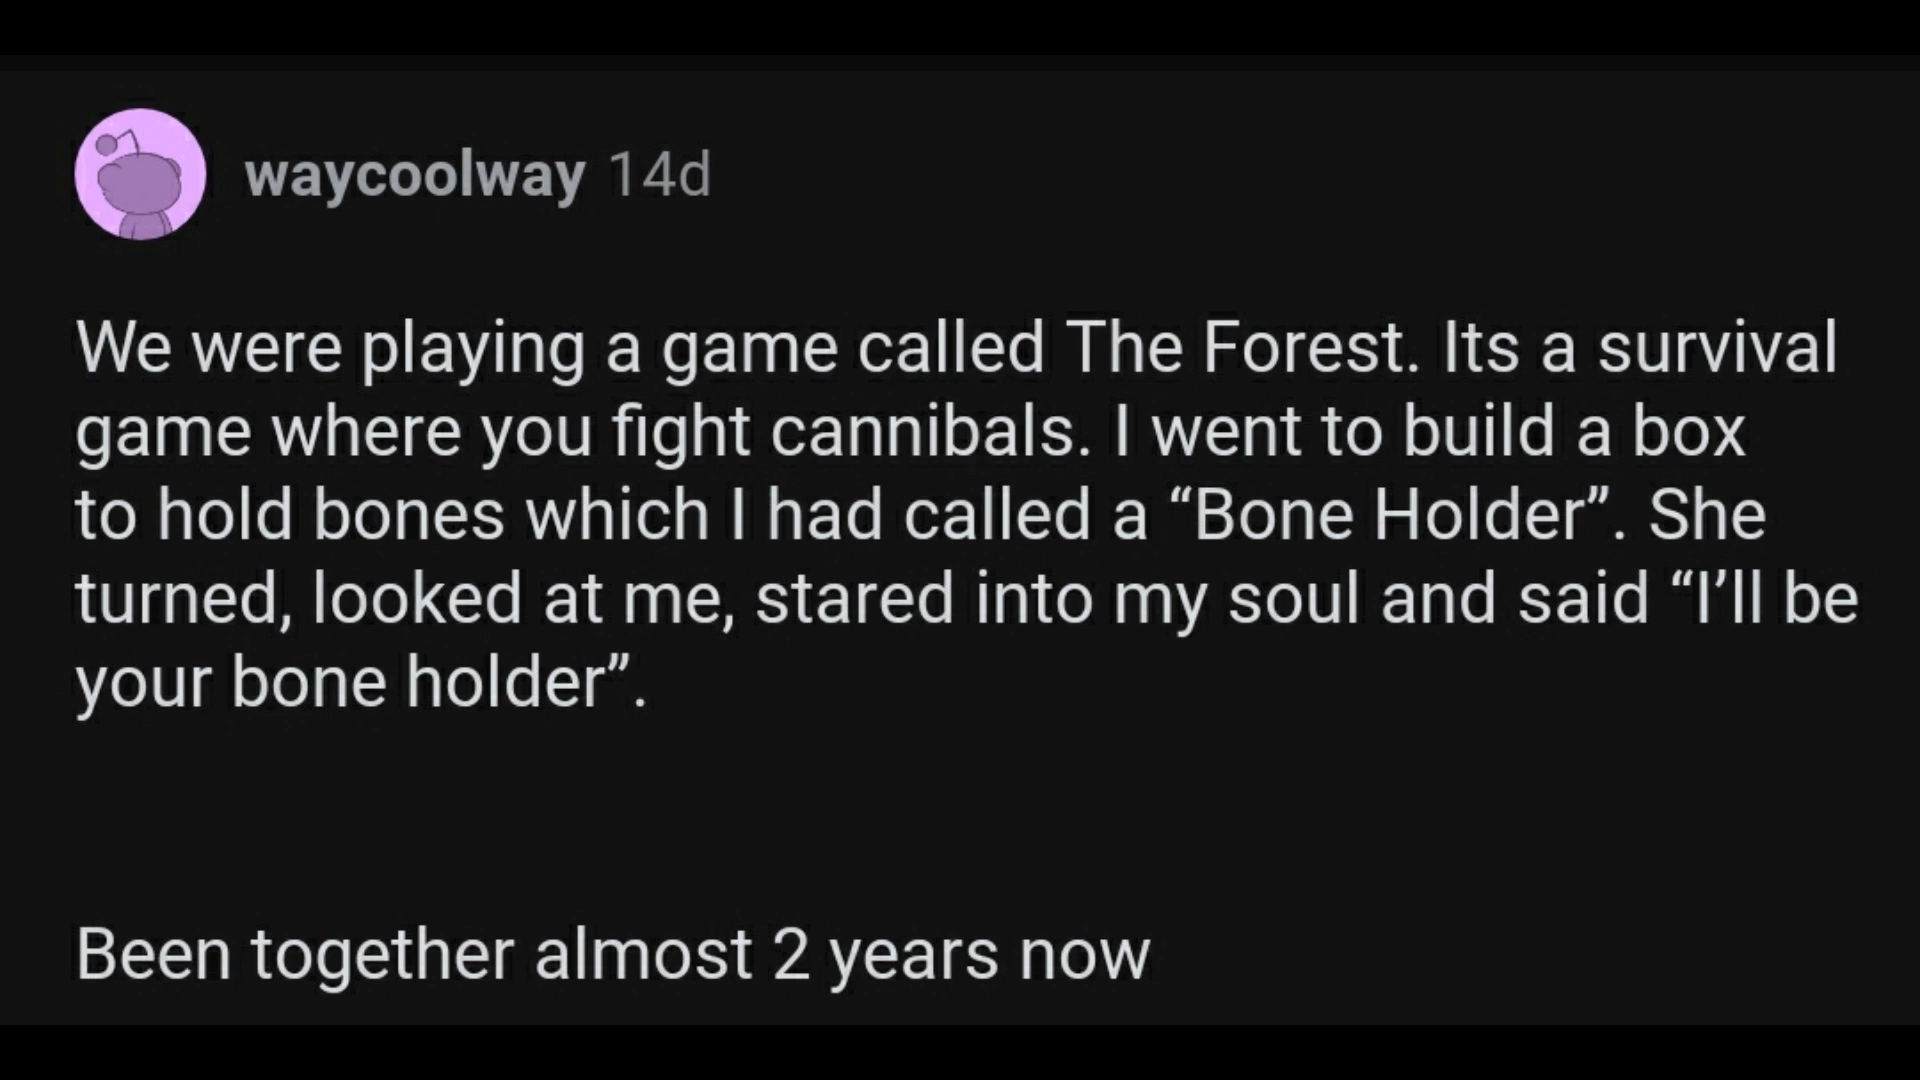 waycoolway 14d
We were playing a game called The Forest. Its a survival
game where you fight cannibals. I went to build a box
to hold bones which I had called a “Bone Holder”. She
turned, looked at me, stared into my soul and said “I’ll be
your bone holder”.
Been together almost 2 years now